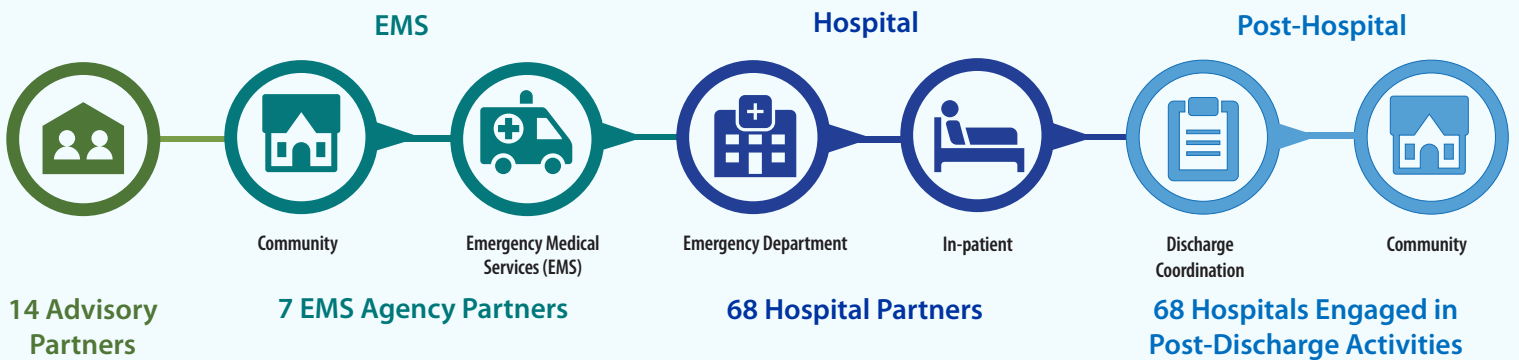 EMS
Hospital
Post-Hospital
Community
Emergency Medical
Services (EMS)
Emergency Department
In-patient
Discharge
Coordination
Community
14 Advisory
Partners
7 EMS Agency Partners
68 Hospital Partners
68 Hospitals Engaged in
Post-Discharge Activities